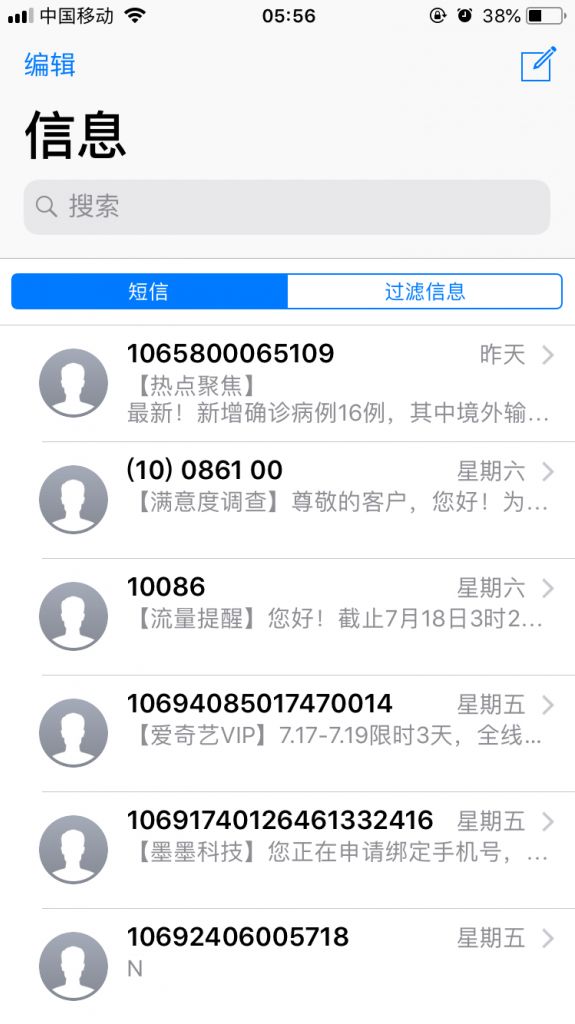 中国移动 05:56 38%
编辑
信息
搜索
短信 过滤信息
1065800065109 昨天
【热点聚焦】
最新！新增确诊病例16例，其中境外输...
(10) 0861 00 星期六
【满意度调查】尊敬的客户，您好！为...
10086 星期六
【流量提醒】您好！截止7月18日3时2...
10694085017470014 星期五
【爱奇艺VIP】7.17-7.19限时3天，全线...
10691740126461332416 星期五
【墨墨科技】您正在申请绑定手机号，...
10692406005718 星期五
N